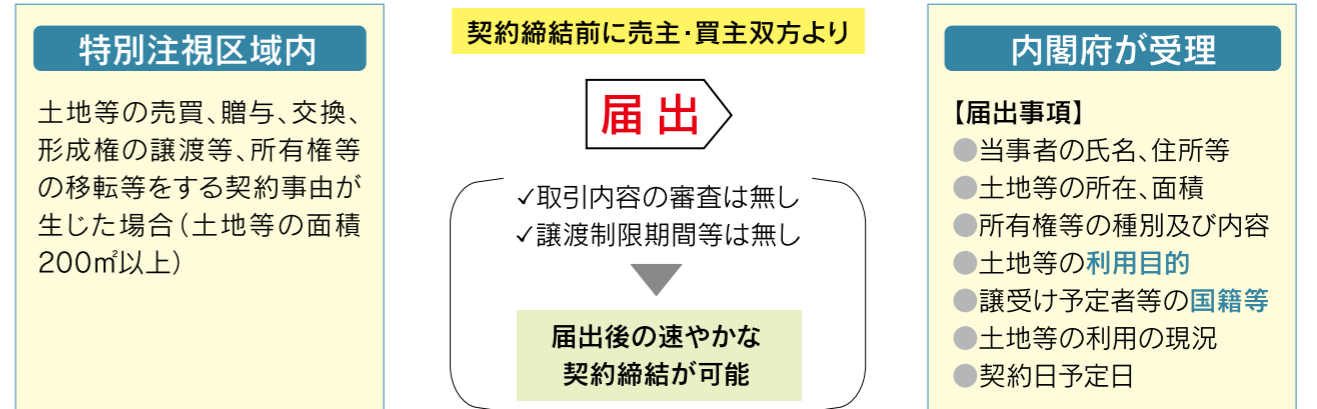 特別注視区域内
土地等の売買、贈与、交換、
形成権の譲渡等、所有権等
の移転等をする契約事由が
生じた場合(土地等の面積
200㎡以上)
契約締結前に売主・買主双方より
届出
✓取引内容の審査は無し
✓譲渡制限期間等は無し
届出後の速やかな
契約締結が可能
内閣府が受理
【届出事項】
●当事者の氏名、住所等
●土地等の所在、面積
●所有権等の種別及び内容
●土地等の利用目的
●譲受け予定者等の国籍等
●土地等の利用の現況
●契約日予定日